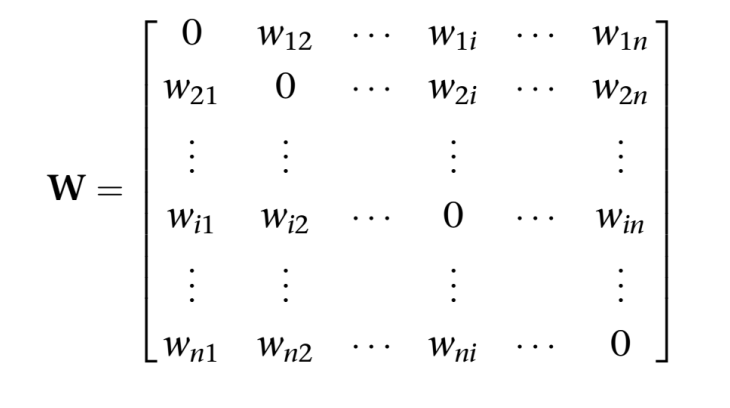 0 w₁₂ ⋯ w₁ᵢ ⋯ w₁ₙ
w₂₁ 0 ⋯ w₂ᵢ ⋯ w₂ₙ
⋮ ⋮ ⋮ ⋮
W =
wᵢ₁ wᵢ₂ ⋯ 0 ⋯ wᵢₙ
⋮ ⋮ ⋮ ⋮
wₙ₁ wₙ₂ ⋯ wₙᵢ ⋯ 0